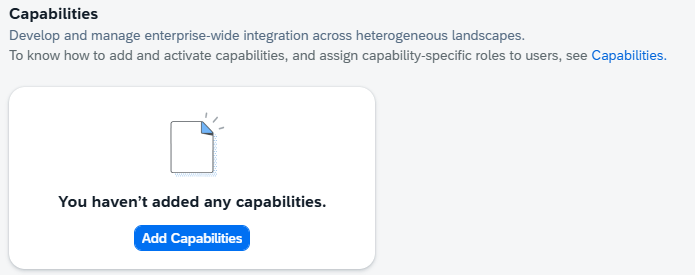 Capabilities
Develop and manage enterprise-wide integration across heterogeneous landscapes.
To know how to add and activate capabilities, and assign capability-specific roles to users, see Capabilities.
You haven't added any capabilities.
Add Capabilities